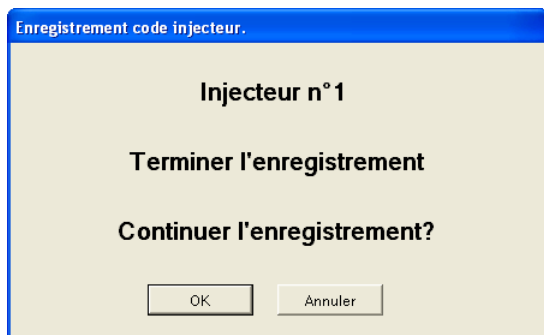 Enregistrement code injecteur.
Injecteur n°1
Terminer l'enregistrement
Continuer l'enregistrement?
OK Annuler